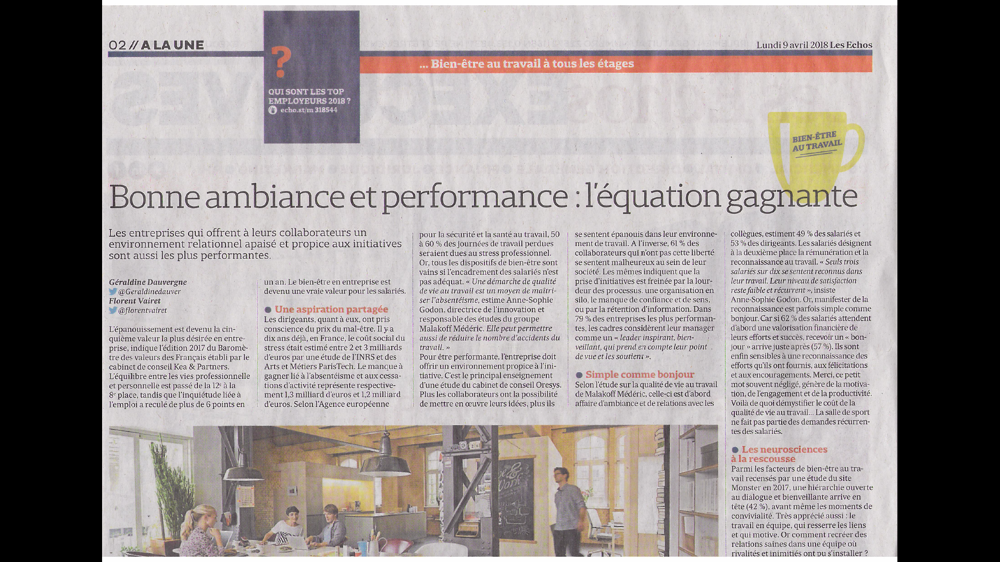 02 // A LA UNE
Lundi 9 avril 2018 Les Echos
?
QUI SONT LES TOP
EMPLOYEURS 2018 ?
echo.st/m 318544
... Bien-être au travail à tous les étages
BIEN-ÊTRE
AU TRAVAIL
Bonne ambiance et performance : l'équation gagnante
Les entreprises qui offrent à leurs collaborateurs un
environnement relationnel apaisé et propice aux initiatives
sont aussi les plus performantes.
Géraldine Dauvergne
@Geraldinedauver
Florent Vairet
@florentvairet
L'épanouissement est devenu la cin-
quième valeur la plus désirée en entre-
prise, indique l'édition 2017 du Baromè-
tre des valeurs des Français établi par le
cabinet de conseil Kea & Partners.
L'équilibre entre les vies professionnelle
et personnelle est passé de la 12e à la
8e place, tandis que l'inquiétude liée à
l'emploi a reculé de plus de 6 points en
un an. Le bien-être en entreprise est
devenu une vraie valeur pour les salariés.
● Une aspiration partagée
Les dirigeants, quant à eux, ont pris
conscience du prix du mal-être. Il y a
dix ans déjà, en France, le coût social du
stress était estimé entre 2 et 3 milliards
d'euros par une étude de l'INRS et des
Arts et Métiers ParisTech. Le manque à
gagner lié à l'absentéisme et aux cessa-
tions d'activité représente respective-
ment 1,3 milliard d'euros et 1,2 milliard
d'euros. Selon l'Agence européenne
pour la sécurité et la santé au travail, 50
à 60 % des journées de travail perdues
seraient dues au stress professionnel.
Or, tous les dispositifs de bien-être sont
vains si l'encadrement des salariés n'est
pas adéquat. « Une démarche de qualité
de vie au travail est un moyen de maîtri-
ser l'absentéisme, estime Anne-Sophie
Godon, directrice de l'innovation et
responsable des études du groupe
Malakoff Médéric. Elle peut permettre
aussi de réduire le nombre d'accidents du
travail. »
Pour être performante, l'entreprise doit
offrir un environnement propice à l'ini-
tiative. C'est le principal enseignement
d'une étude du cabinet de conseil Oresys.
Plus les collaborateurs ont la possibilité
de mettre en œuvre leurs idées, plus ils
se sentent épanouis dans leur environne-
ment de travail. A l'inverse, 61 % des
collaborateurs qui n'ont pas cette liberté
se sentent malheureux au sein de leur
société. Les mêmes indiquent que la
prise d'initiatives est freinée par la lour-
deur des processus, une organisation en
silo, le manque de confiance et de sens,
ou par la rétention d'information. Dans
79 % des entreprises les plus performan-
tes, les cadres considèrent leur manager
comme un « leader inspirant, bien-
veillant, qui prend en compte leur point
de vue et les soutient ».
● Simple comme bonjour
Selon l'étude sur la qualité de vie au travail
de Malakoff Médéric, celle-ci est d'abord
affaire d'ambiance et de relations avec les
collègues, estiment 49 % des salariés et
53 % des dirigeants. Les salariés désignent
à la deuxième place la rémunération et la
reconnaissance au travail. « Seuls trois
salariés sur dix se sentent reconnus dans
leur travail. Leur niveau de satisfaction
reste faible et récurrent », insiste
Anne-Sophie Godon. Or, manifester de la
reconnaissance est parfois simple comme
bonjour. Car si 62 % des salariés attendent
d'abord une valorisation financière de
leurs efforts et succès, recevoir un « bon-
jour » arrive juste après (57 %). Ils sont
enfin sensibles à une reconnaissance des
efforts qu'ils ont fournis, aux félicitations
et aux encouragements. Merci, ce petit
mot souvent négligé, génère de la motiva-
tion, de l'engagement et de la productivité.
Voilà de quoi démystifier le coût de la
qualité de vie au travail... La salle de sport
ne fait pas partie des demandes récurren-
tes des salariés.
● Les neurosciences
à la rescousse
Parmi les facteurs de bien-être au tra-
vail recensés par une étude du site
Monster en 2017, une hiérarchie ouverte
au dialogue et bienveillante arrive en
tête (42 %), avant même les moments de
convivialité. Très apprécié aussi : le
travail en équipe, qui resserre les liens
et qui motive. Or comment recréer des
relations saines dans une équipe où
rivalités et inimitiés ont pu s'installer ?